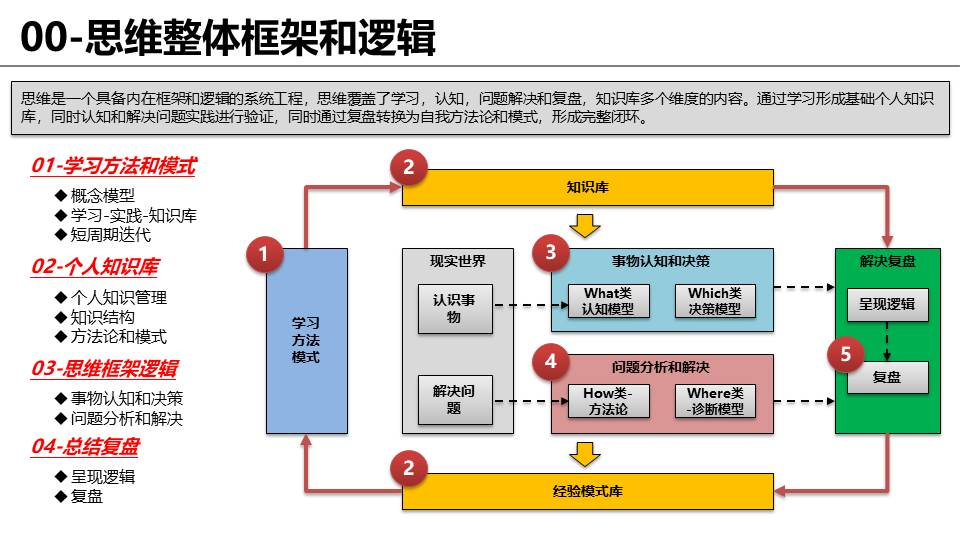 00-思维整体框架和逻辑
思维是一个具备内在框架和逻辑的系统工程，思维覆盖了学习，认知，问题解决和复盘，知识库多个维度的内容。通过学习形成基础个人知识
库，同时认知和解决问题实践进行验证，同时通过复盘转换为自我方法论和模式，形成完整闭环。
01-学习方法和模式
◆ 概念模型
◆ 学习-实践-知识库
◆ 短周期迭代
02-个人知识库
◆ 个人知识管理
◆ 知识结构
◆ 方法论和模式
03-思维框架逻辑
◆ 事物认知和决策
◆ 问题分析和解决
04-总结复盘
◆ 呈现逻辑
◆ 复盘
1
学习
方法
模式
2
知识库
现实世界
认识事
物
解决问
题
3
事物认知和决策
What类
认知模型
Which类
决策模型
4
问题分析和解决
How类-
方法论
Where类
-诊断模型
解决复盘
呈现逻辑
5
复盘
2
经验模式库